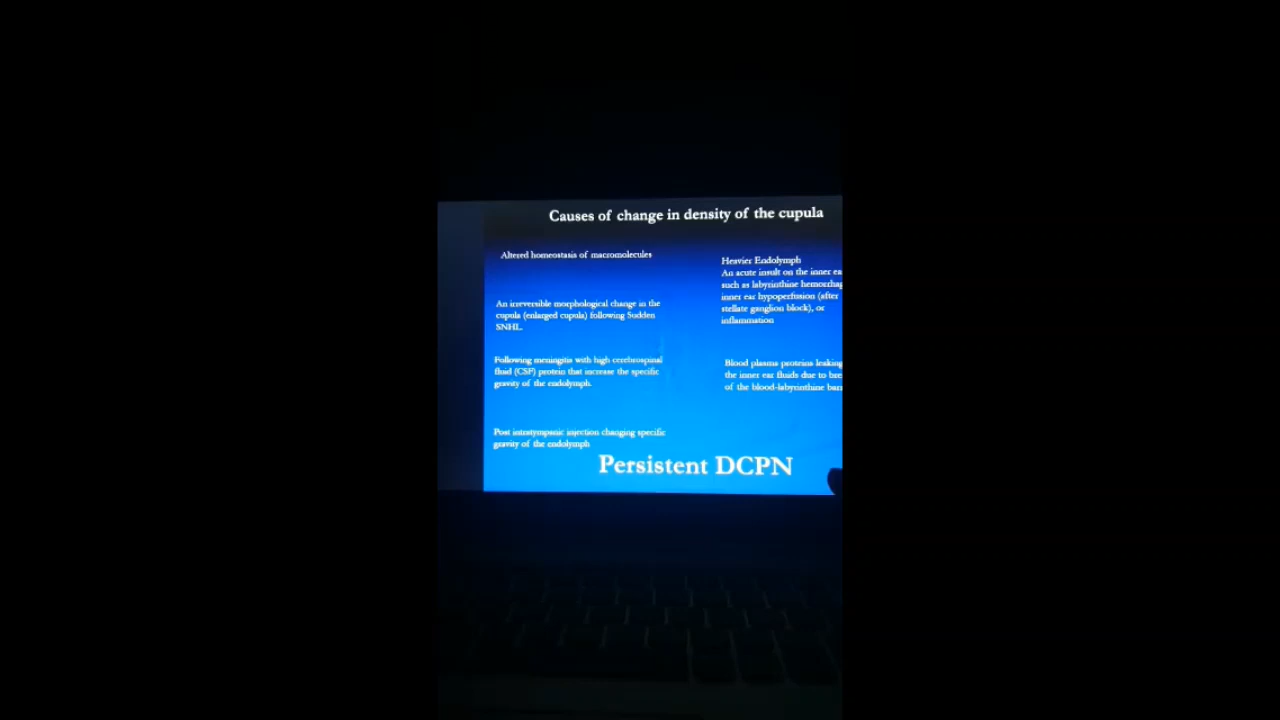 Causes of change in density of the cupula
Altered homeostasis of macromolecules
An irreversible morphological change in the
cupula (enlarged cupula) following Sudden
SNHL.
Following meningitis with high cerebrospinal
fluid (CSF) protein that increase the specific
gravity of the endolymph.
Post intratympanic injection changing specific
gravity of the endolymph
Heavier Endolymph
An acute insult on the inner
such as labyrinthine
inner ear hypoperfusion (after
stellate ganglion block), or
inflammation
Blood plasma proteins leaking
the inner ear fluids due to
of the blood-labyrinthine
Persistent DCPN